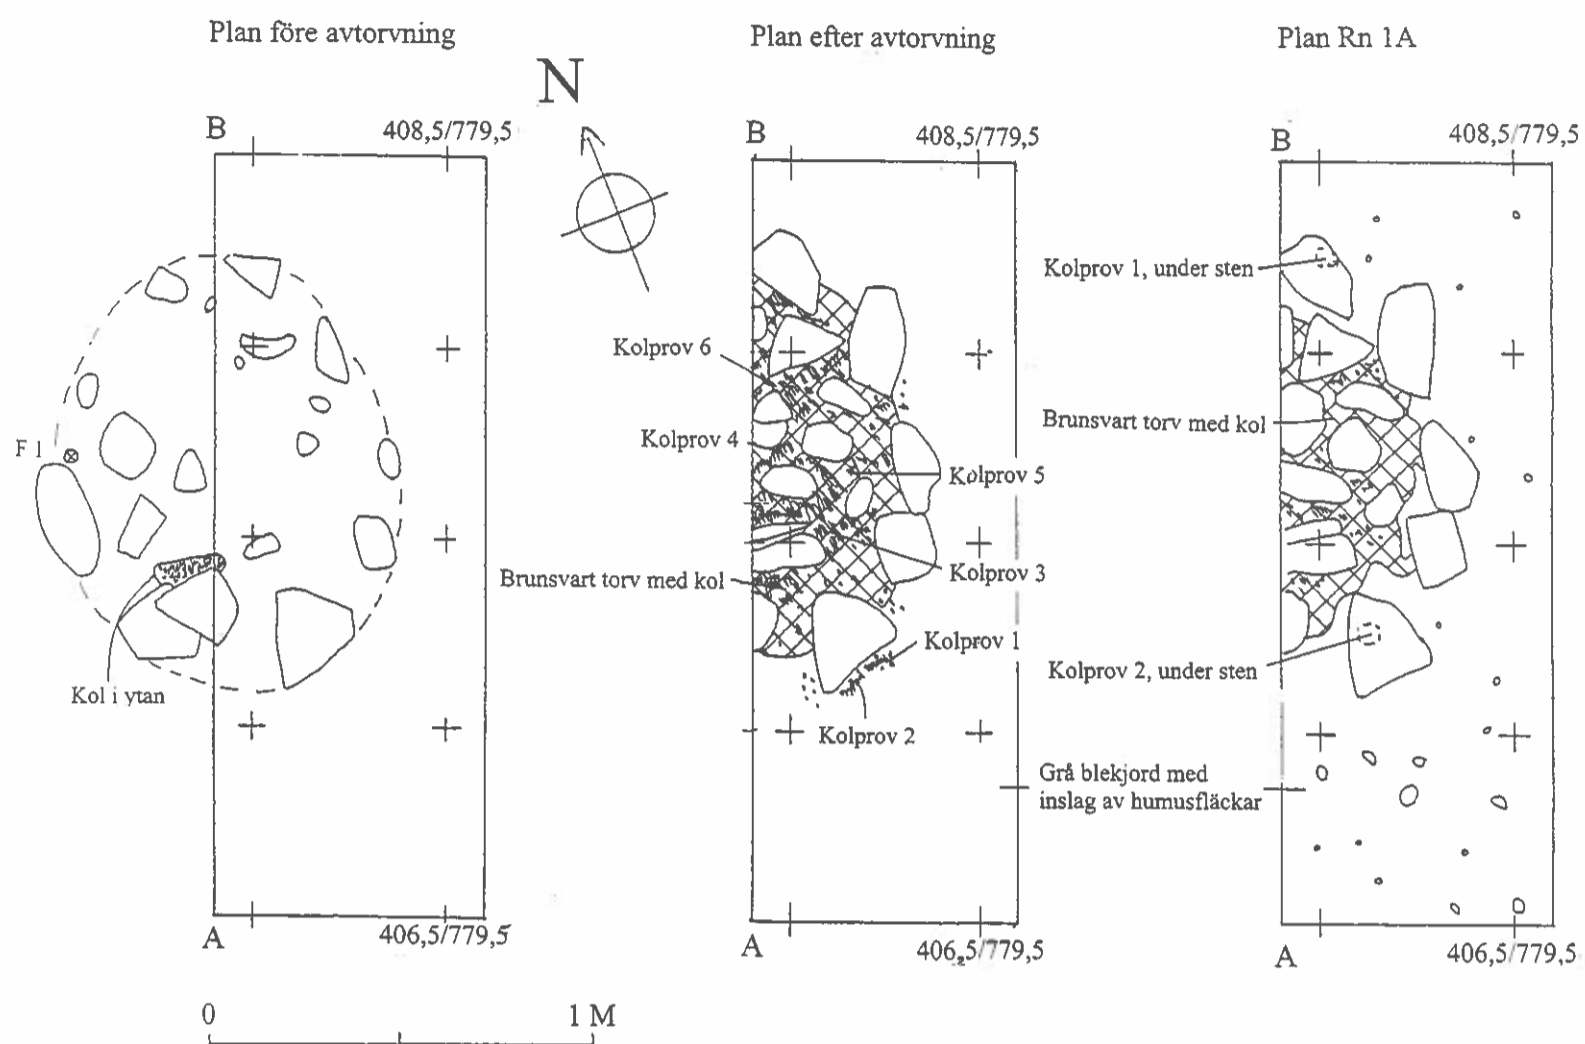 Plan före avtorvning
Plan efter avtorvning
Plan Rn 1A
N
B
408,5/779,5
F 1
Kol i ytan
A
406,5/779,5
B
408,5/779,5
Kolprov 6
Kolprov 4
Kolprov 5
Kolprov 3
Brunsvart torv med kol
Kolprov 1
Kolprov 2
A
406,5/779,5
B
408,5/779,5
Kolprov 1, under sten
Brunsvart torv med kol
Kolprov 2, under sten
Grå blekjord med
inslag av humusfläckar
A
406,5/779,5
0
1 M